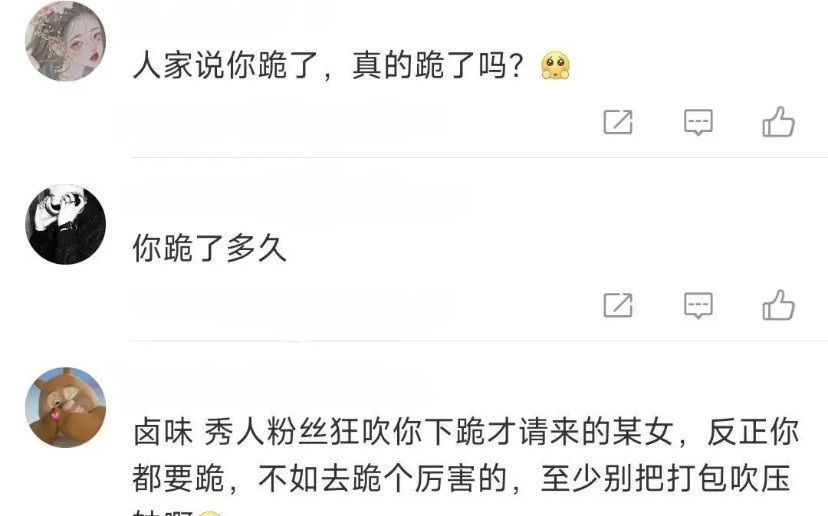 人家说你跪了，真的跪了吗？
你跪了多久
卤味 秀人粉丝狂吹你下跪才请来的某女，反正你
都要跪，不如去跪个厉害的，至少别把打包吹压